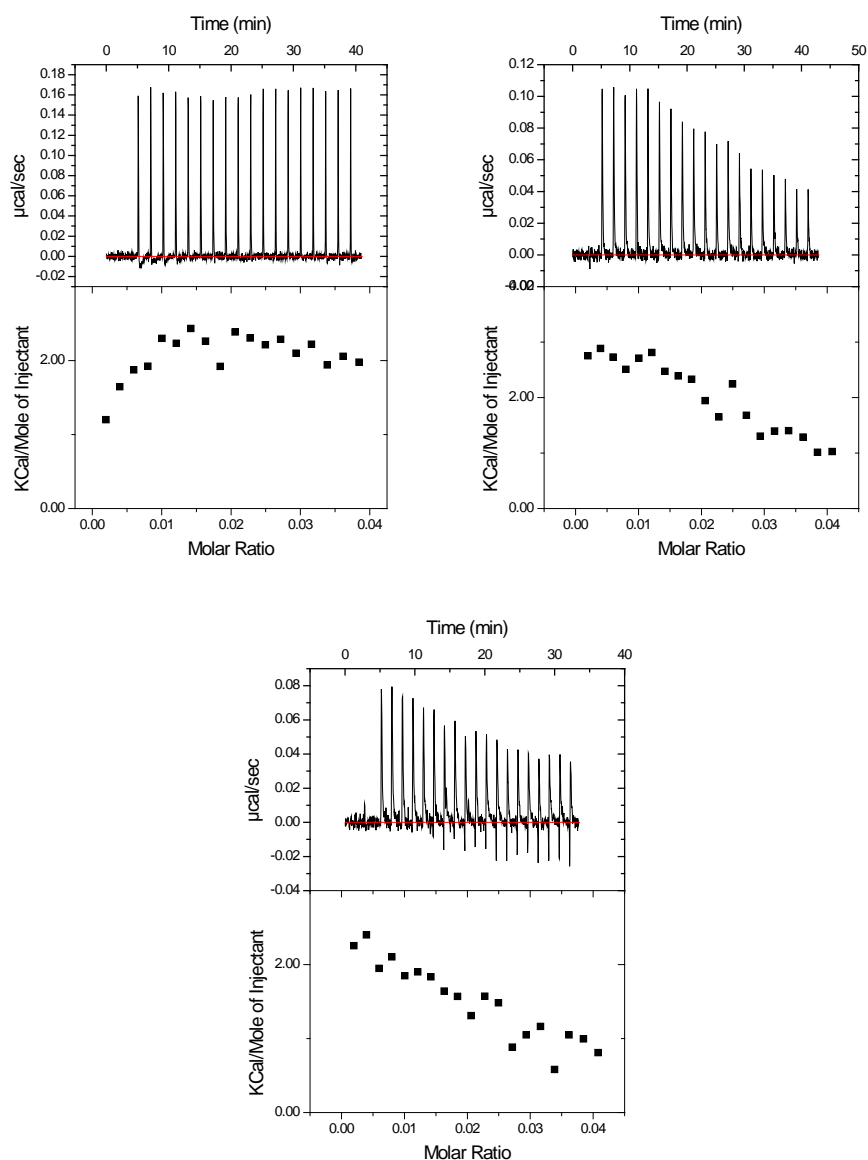 Time (min)
0 10 20 30 40
0.18
0.16
0.14
0.12
0.10
0.08
0.06
0.04
0.02
0.00
-0.02
µcal/sec
2.00
0.00
KCal/Mole of Injectant
0.00 0.01 0.02 0.03 0.04
Molar Ratio
Time (min)
0 10 20 30 40 50
0.12
0.10
0.08
0.06
0.04
0.02
0.00
µcal/sec
2.00
0.00
KCal/Mole of Injectant
0.00 0.01 0.02 0.03 0.04
Molar Ratio
Time (min)
0 10 20 30 40
0.08
0.06
0.04
0.02
0.00
-0.02
-0.04
µcal/sec
2.00
0.00
KCal/Mole of Injectant
0.00 0.01 0.02 0.03 0.04
Molar Ratio